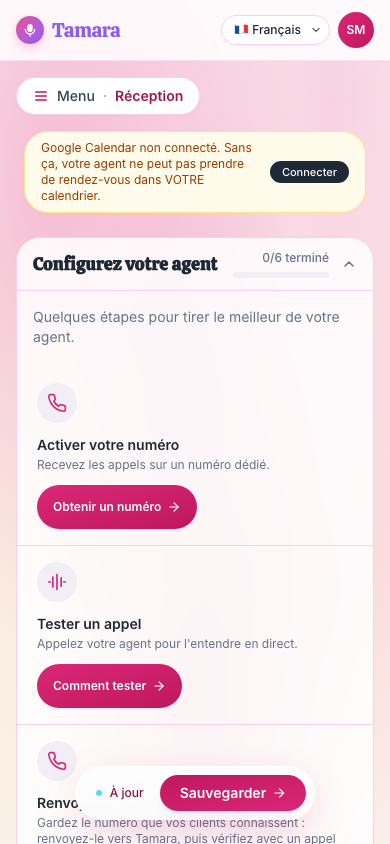 Tamara
Français
SM
Menu · Réception
Google Calendar non connecté. Sans
ça, votre agent ne peut pas prendre
de rendez-vous dans VOTRE
calendrier.
Connecter
Configurez votre agent
0/6 terminé
Quelques étapes pour tirer le meilleur de votre
agent.
Activer votre numéro
Recevez les appels sur un numéro dédié.
Obtenir un numéro
Tester un appel
Appelez votre agent pour l'entendre en direct.
Comment tester
À jour
Sauvegarder
Gardez le numéro que vos clients connaissent :
renvoyez-le vers Tamara, puis vérifiez avec un appel